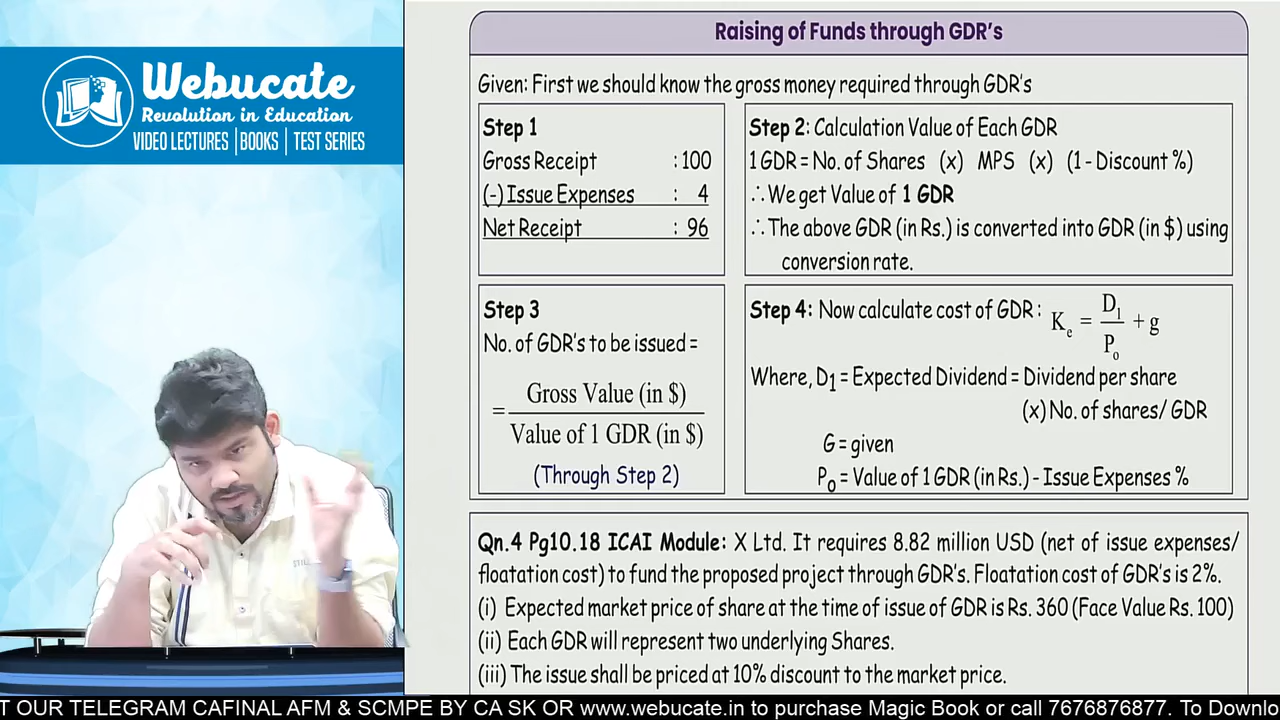 Webucate
Revolution in Education
VIDEO LECTURES | BOOKS | TEST SERIES
Raising of Funds through GDR's
Given: First we should know the gross money required through GDR's
Step 1
Gross Receipt : 100
(-) Issue Expenses : 4
Net Receipt : 96
Step 2: Calculation Value of Each GDR
1 GDR = No. of Shares (x) MPS (x) (1 - Discount %)
∴ We get Value of 1 GDR
∴ The above GDR (in Rs.) is converted into GDR (in $) using
conversion rate.
Step 3
No. of GDR's to be issued =
= Gross Value (in $)
Value of 1 GDR (in $)
(Through Step 2)
Step 4: Now calculate cost of GDR : Kₑ = D₁ / Pₒ + g
Where, D1 = Expected Dividend = Dividend per share
(x) No. of shares/ GDR
G = given
Pₒ = Value of 1 GDR (in Rs.) - Issue Expenses %
Qn.4 Pg10.18 ICAI Module: X Ltd. It requires 8.82 million USD (net of issue expenses/
floatation cost) to fund the proposed project through GDR's. Floatation cost of GDR's is 2%.
(i) Expected market price of share at the time of issue of GDR is Rs. 360 (Face Value Rs. 100)
(ii) Each GDR will represent two underlying Shares.
(iii) The issue shall be priced at 10% discount to the market price.
T OUR TELEGRAM CAFINAL AFM & SCMPE BY CA SK OR www.webucate.in to purchase Magic Book or call 7676876877. To Downlo